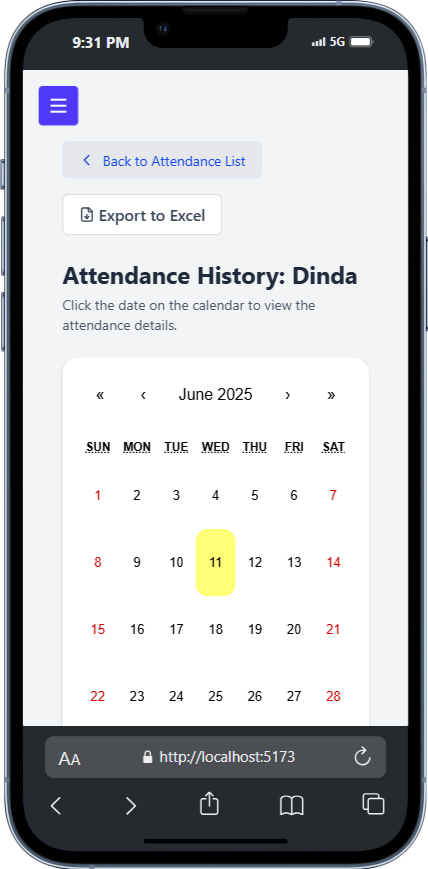 9:31 PM 5G
Back to Attendance List
Export to Excel
Attendance History: Dinda
Click the date on the calendar to view the
attendance details.
« ‹ June 2025 › »
SUN MON TUE WED THU FRI SAT
1 2 3 4 5 6 7
8 9 10 11 12 13 14
15 16 17 18 19 20 21
22 23 24 25 26 27 28
AA http://localhost:5173